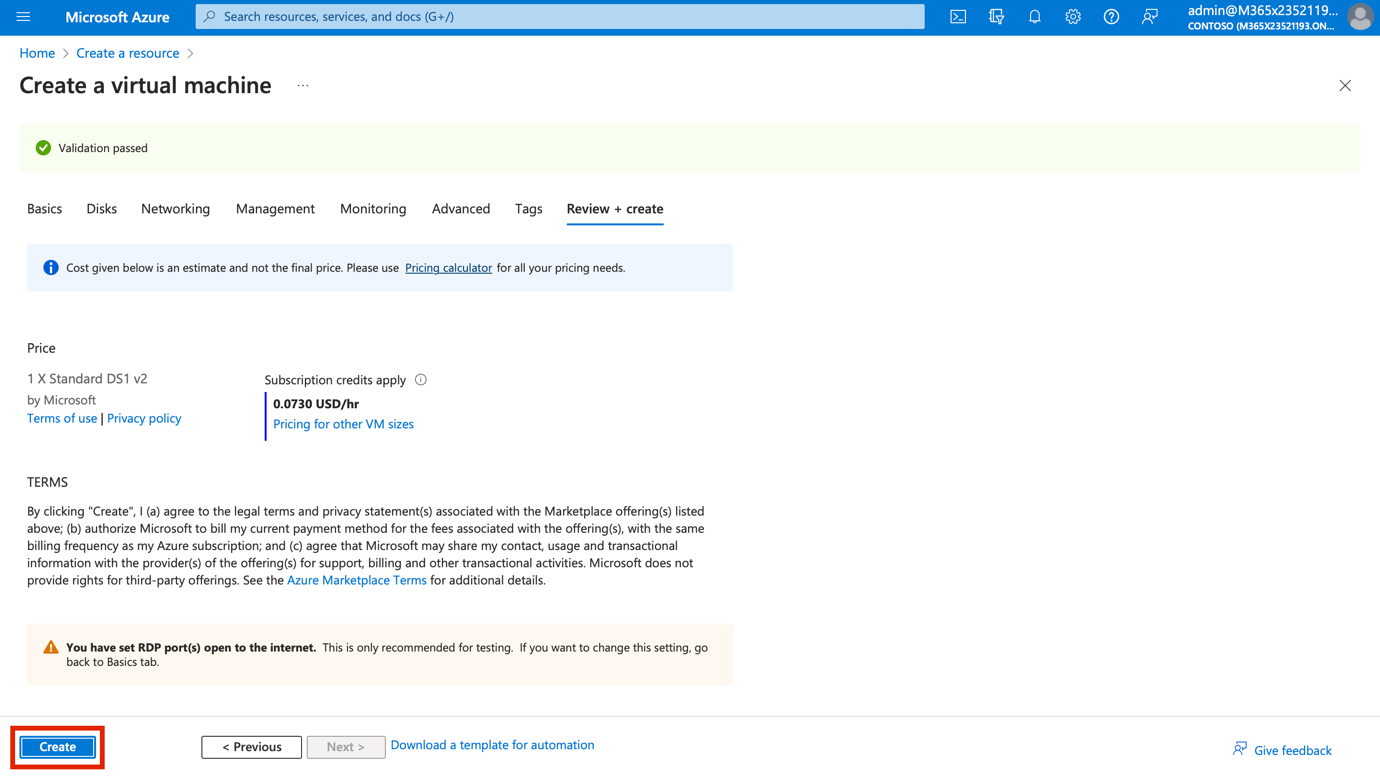 Microsoft Azure
Search resources, services, and docs (G+/)
admin@M365x2352119...
CONTOSO (M365X23521193.ON...
Home > Create a resource >
Create a virtual machine ...
Validation passed
Basics Disks Networking Management Monitoring Advanced Tags Review + create
Cost given below is an estimate and not the final price. Please use Pricing calculator for all your pricing needs.
Price
1 X Standard DS1 v2
by Microsoft
Terms of use | Privacy policy
Subscription credits apply
0.0730 USD/hr
Pricing for other VM sizes
TERMS
By clicking "Create", I (a) agree to the legal terms and privacy statement(s) associated with the Marketplace offering(s) listed
above; (b) authorize Microsoft to bill my current payment method for the fees associated with the offering(s), with the same
billing frequency as my Azure subscription; and (c) agree that Microsoft may share my contact, usage and transactional
information with the provider(s) of the offering(s) for support, billing and other transactional activities. Microsoft does not
provide rights for third-party offerings. See the Azure Marketplace Terms for additional details.
You have set RDP port(s) open to the internet. This is only recommended for testing. If you want to change this setting, go
back to Basics tab.
Create
< Previous
Next >
Download a template for automation
Give feedback